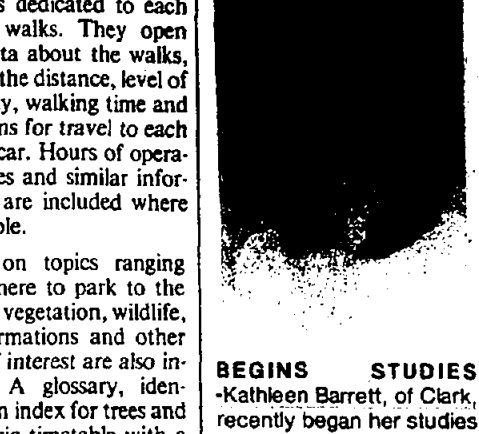 s dedicated to each
walks. They open
ta about the walks,
the distance, level of
y, walking time and
ns for travel to each
car. Hours of opera-
es and similar infor-
are included where
ole.
on topics ranging
here to park to the
vegetation, wildlife,
rmations and other
interest are also in-
A glossary, iden-
n index for trees and
timetable with a
BEGINS STUDIES
-Kathleen Barrett, of Clark,
recently began her studies